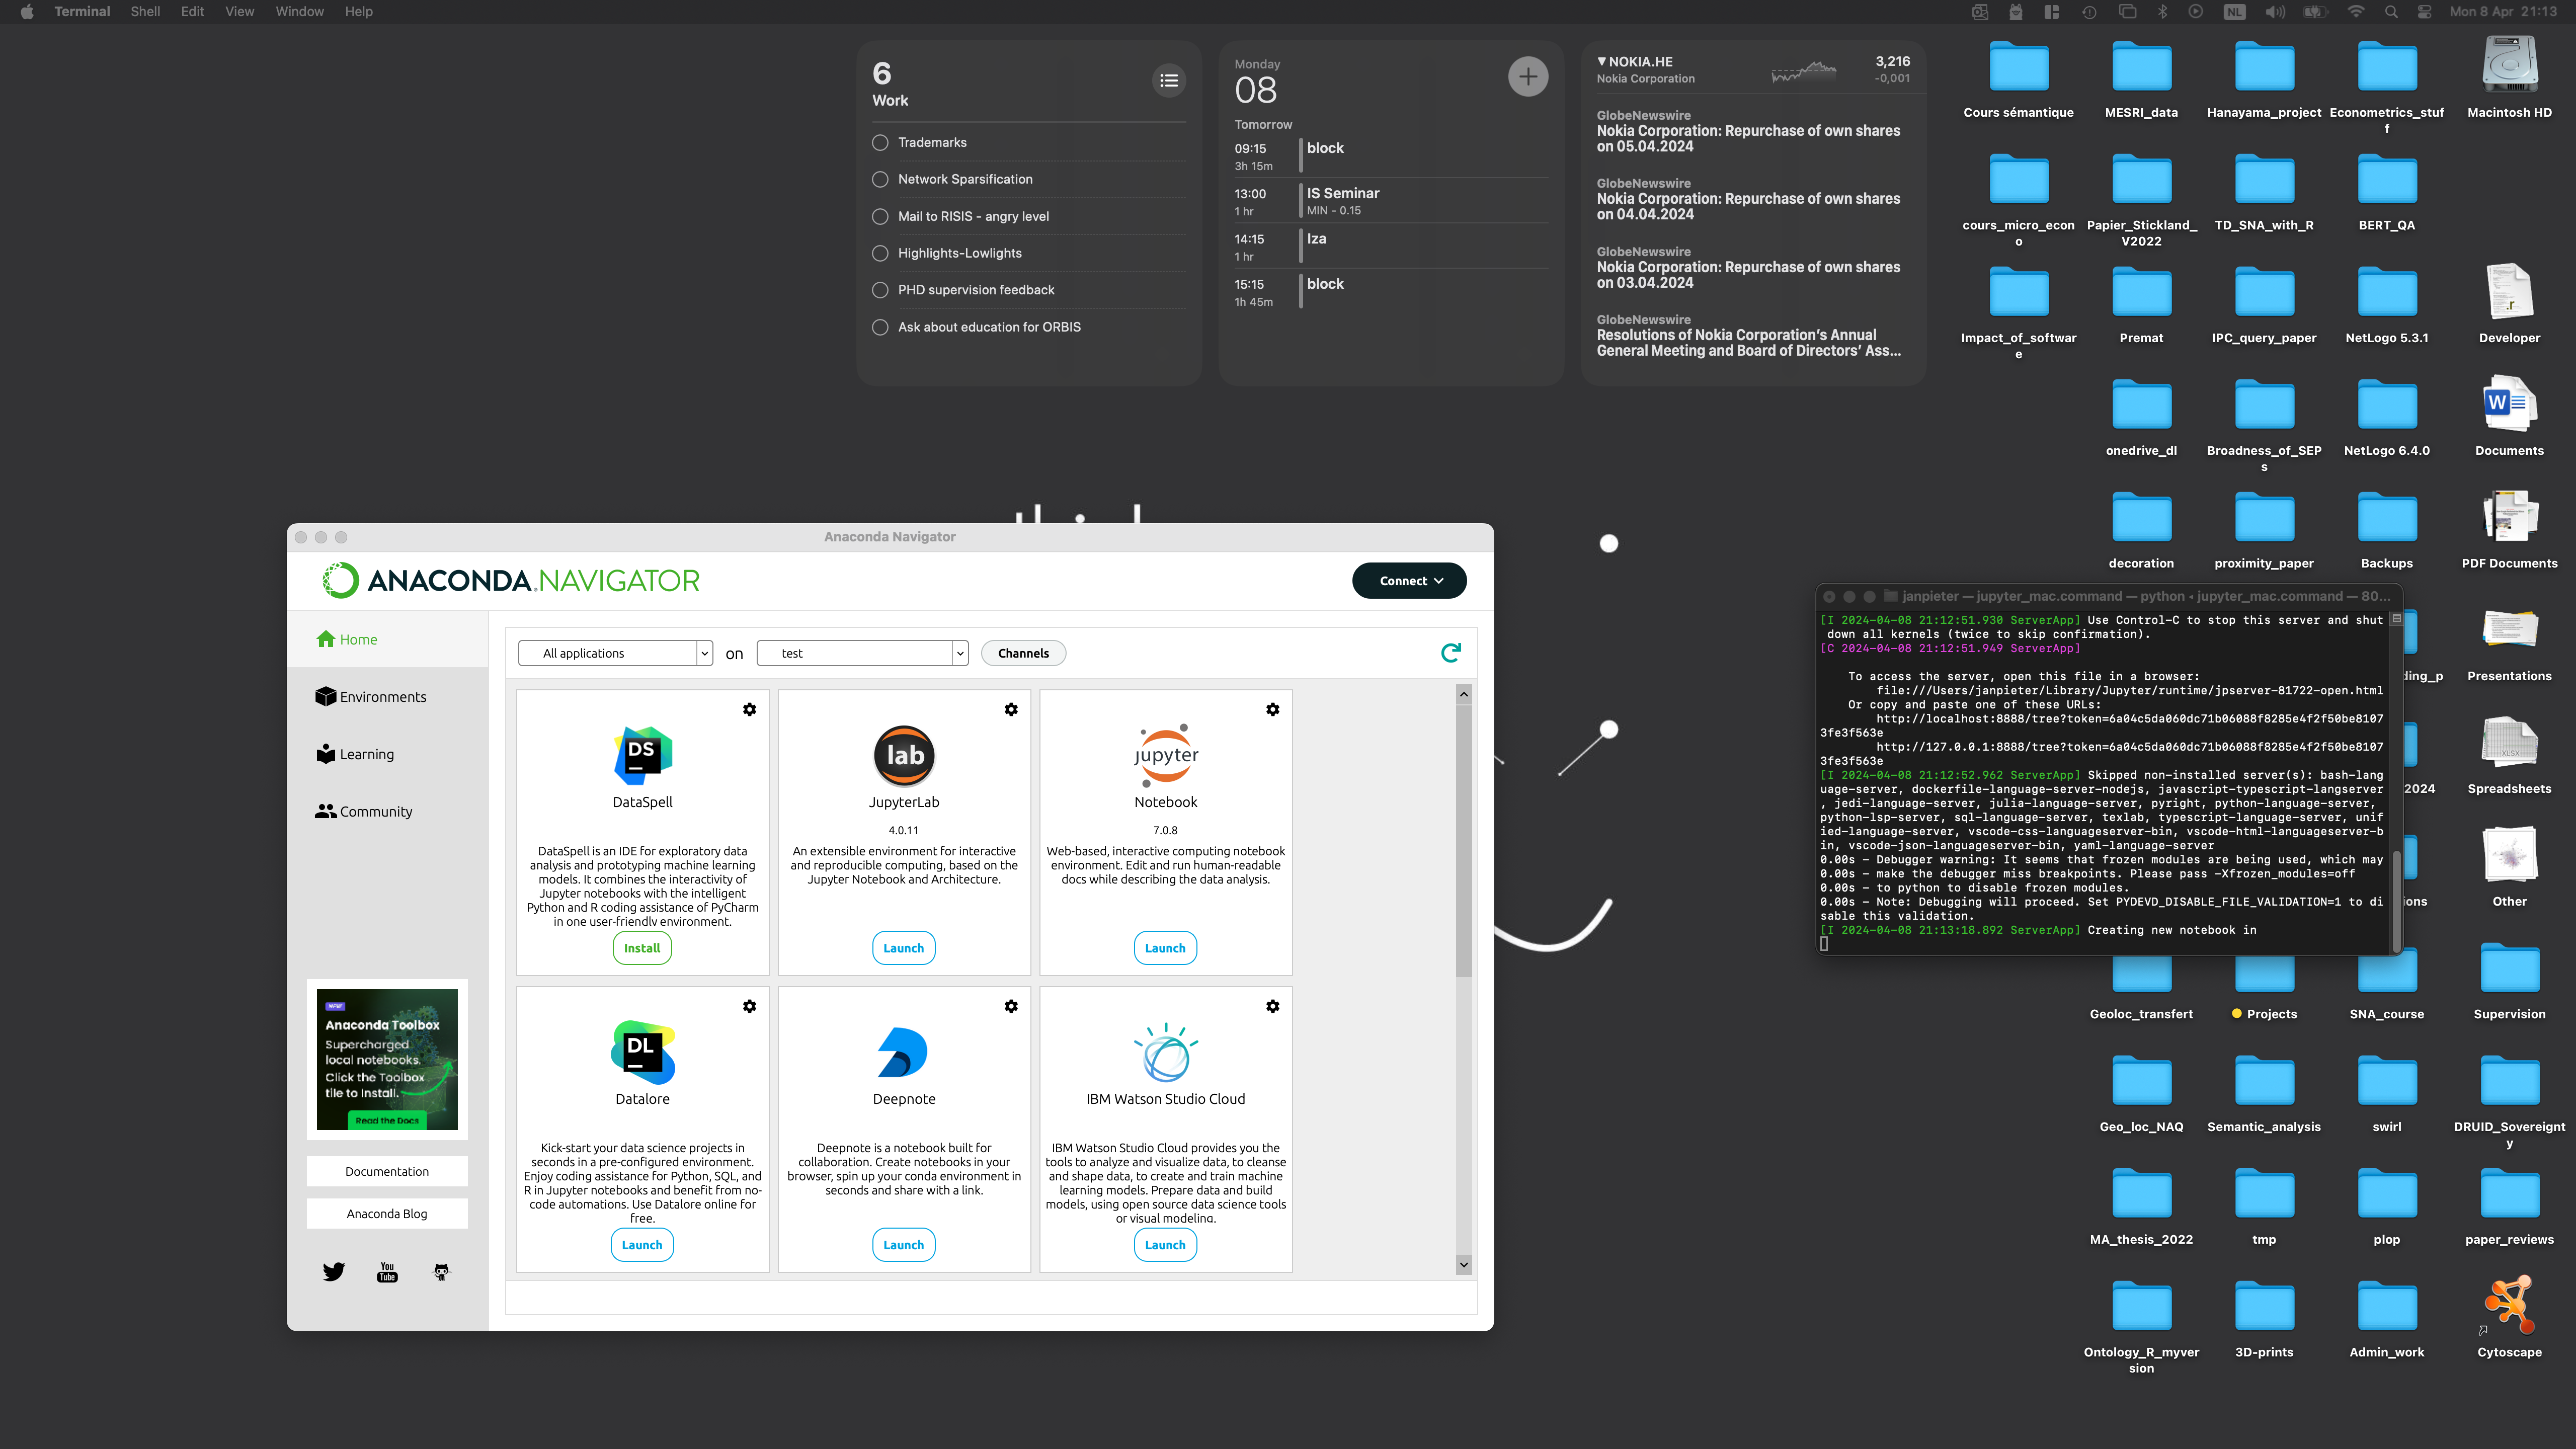 Terminal Shell Edit View Window Help
NL Mon 8 Apr 21:13
6
Work
Trademarks
Network Sparsification
Mail to RISIS - angry level
Highlights-Lowlights
PHD supervision feedback
Ask about education for ORBIS
Monday
08
Tomorrow
09:15 block
3h 15m
13:00 IS Seminar
1 hr MIN - 0.15
14:15 Iza
1 hr
15:15 block
1h 45m
▼ NOKIA.HE 3,216
Nokia Corporation -0,001
GlobeNewswire
Nokia Corporation: Repurchase of own shares
on 05.04.2024
GlobeNewswire
Nokia Corporation: Repurchase of own shares
on 04.04.2024
GlobeNewswire
Nokia Corporation: Repurchase of own shares
on 03.04.2024
GlobeNewswire
Resolutions of Nokia Corporation's Annual
General Meeting and Board of Directors' Ass...
Cours sémantique MESRI_data Hanayama_project Econometrics_stuf Macintosh HD
f
cours_micro_econ Papier_Stickland_ TD_SNA_with_R BERT_QA
o V2022
Impact_of_softwar Premat IPC_query_paper NetLogo 5.3.1 Developer
e
onedrive_dl Broadness_of_SEP NetLogo 6.4.0 Documents
s
decoration proximity_paper Backups PDF Documents
Anaconda Navigator
ANACONDA.NAVIGATOR
Connect
Home
Environments
Learning
Community
All applications on test Channels
DS
DataSpell
DataSpell is an IDE for exploratory data
analysis and prototyping machine learning
models. It combines the interactivity of
Jupyter notebooks with the intelligent
Python and R coding assistance of PyCharm
in one user-friendly environment.
Install
lab
JupyterLab
4.0.11
An extensible environment for interactive
and reproducible computing, based on the
Jupyter Notebook and Architecture.
Launch
jupyter
Notebook
7.0.8
Web-based, interactive computing notebook
environment. Edit and run human-readable
docs while describing the data analysis.
Launch
DL
Datalore
Kick-start your data science projects in
seconds in a pre-configured environment.
Enjoy coding assistance for Python, SQL, and
R in Jupyter notebooks and benefit from no-
code automations. Use Datalore online for
free.
Launch
Deepnote
Deepnote is a notebook built for
collaboration. Create notebooks in your
browser, spin up your conda environment in
seconds and share with a link.
Launch
IBM Watson Studio Cloud
IBM Watson Studio Cloud provides you the
tools to analyze and visualize data, to cleanse
and shape data, to create and train machine
learning models. Prepare data and build
models, using open source data science tools
or visual modeling.
Launch
NEW
Anaconda Toolbox
Supercharged
local notebooks.
Click the Toolbox
tile to Install.
Read the Docs
Documentation
Anaconda Blog
You
Tube
janpieter — jupyter_mac.command — python ◂ jupyter_mac.command — 80...
[I 2024-04-08 21:12:51.930 ServerApp] Use Control-C to stop this server and shut
down all kernels (twice to skip confirmation).
[C 2024-04-08 21:12:51.949 ServerApp]
To access the server, open this file in a browser:
file:///Users/janpieter/Library/Jupyter/runtime/jpserver-81722-open.html
Or copy and paste one of these URLs:
http://localhost:8888/tree?token=6a04c5da060dc71b06088f8285e4f2f50be8107
3fe3f563e
http://127.0.0.1:8888/tree?token=6a04c5da060dc71b06088f8285e4f2f50be8107
3fe3f563e
[I 2024-04-08 21:12:52.962 ServerApp] Skipped non-installed server(s): bash-lang
uage-server, dockerfile-language-server-nodejs, javascript-typescript-langserver
, jedi-language-server, julia-language-server, pyright, python-language-server,
python-lsp-server, sql-language-server, texlab, typescript-language-server, unif
ied-language-server, vscode-css-languageserver-bin, vscode-html-languageserver-b
in, vscode-json-languageserver-bin, yaml-language-server
0.00s - Debugger warning: It seems that frozen modules are being used, which may
0.00s - make the debugger miss breakpoints. Please pass -Xfrozen_modules=off
0.00s - to python to disable frozen modules.
0.00s - Note: Debugging will proceed. Set PYDEVD_DISABLE_FILE_VALIDATION=1 to di
sable this validation.
[I 2024-04-08 21:13:18.892 ServerApp] Creating new notebook in
ding_p Presentations
XLSX
2024 Spreadsheets
ions Other
Geoloc_transfert Projects SNA_course Supervision
Geo_loc_NAQ Semantic_analysis swirl DRUID_Sovereignt
y
MA_thesis_2022 tmp plop paper_reviews
Ontology_R_myver 3D-prints Admin_work Cytoscape
sion